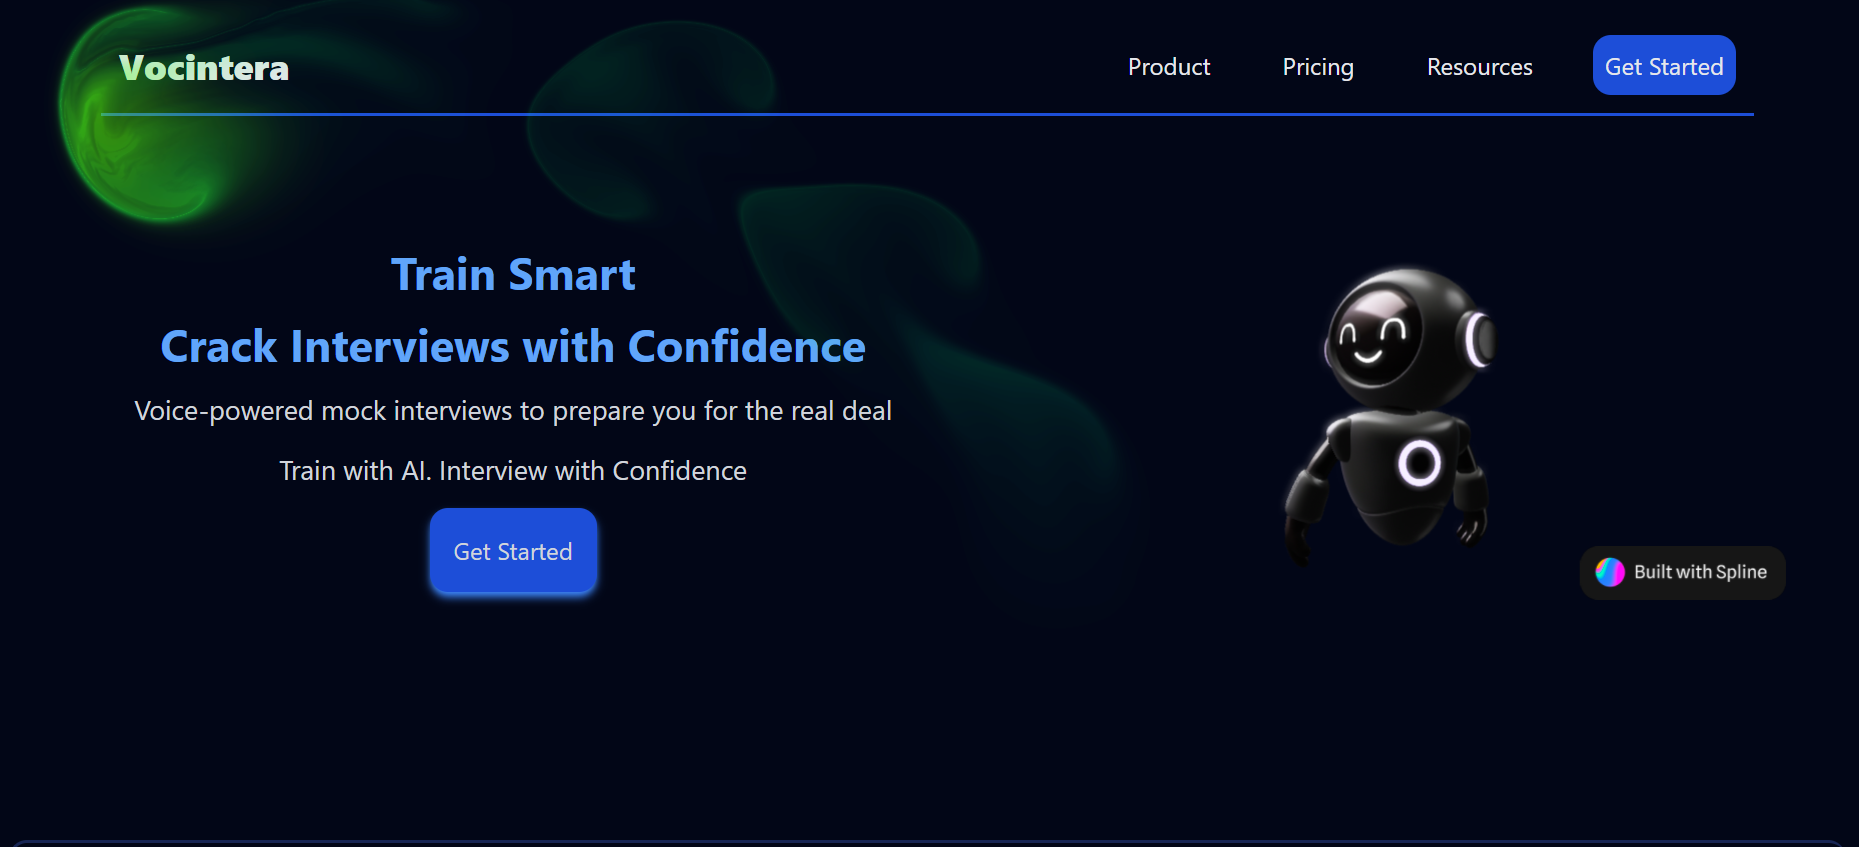 Vocintera
Product
Pricing
Resources
Get Started
Train Smart
Crack Interviews with Confidence
Voice-powered mock interviews to prepare you for the real deal
Train with AI. Interview with Confidence
Get Started
Built with Spline